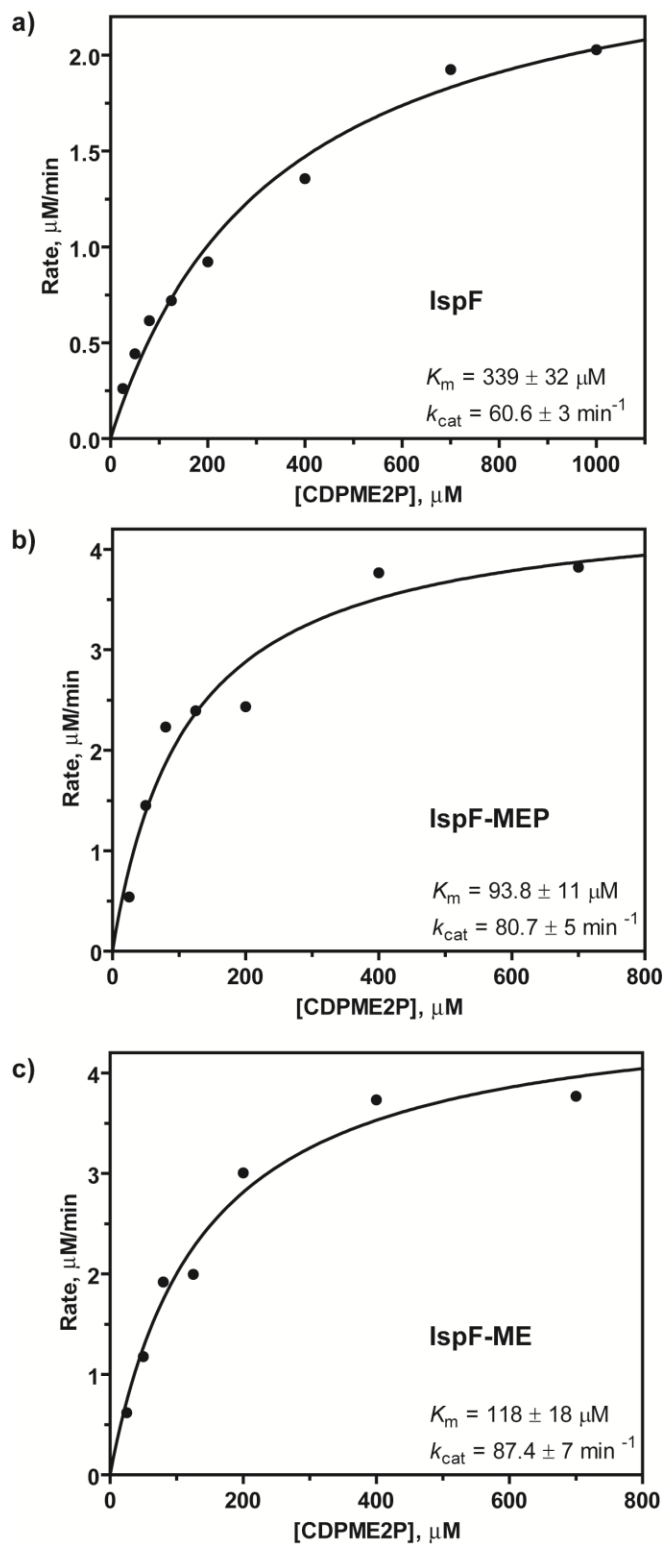 a)
2.0
1.5
1.0
0.5
0.0
Rate, μM/min
IspF
Km = 339 ± 32 μM
kcat = 60.6 ± 3 min-1
0 200 400 600 800 1000
[CDPME2P], μM
b)
4
3
2
1
0
Rate, μM/min
IspF-MEP
Km = 93.8 ± 11 μM
kcat = 80.7 ± 5 min -1
0 200 400 600 800
[CDPME2P], μM
c)
4
3
2
1
0
Rate, μM/min
IspF-ME
Km = 118 ± 18 μM
kcat = 87.4 ± 7 min -1
0 200 400 600 800
[CDPME2P], μM